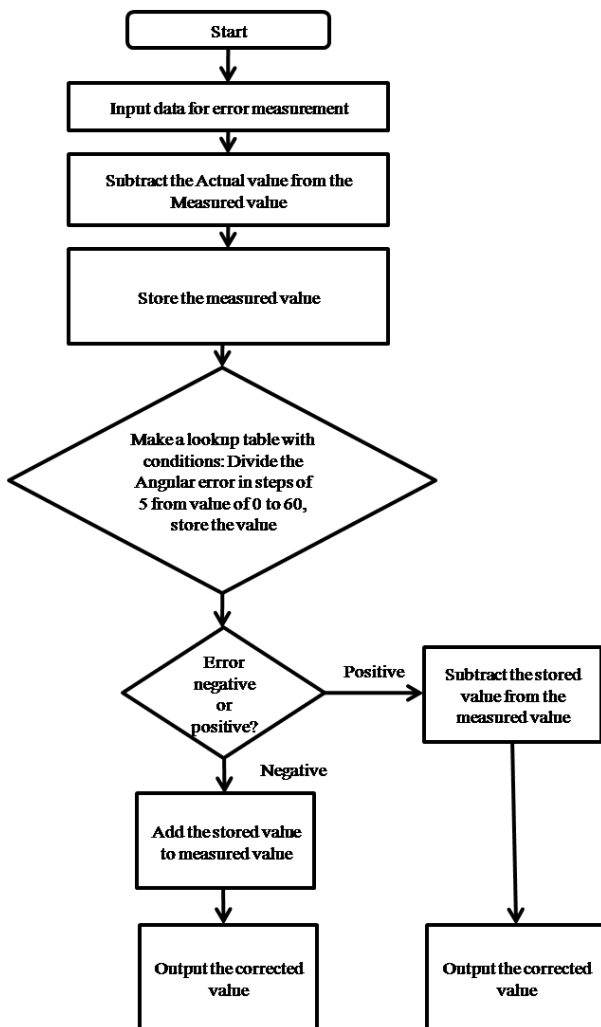 Start
Input data for error measurement
Subtract the Actual value from the
Measured value
Store the measured value
Make a lookup table with
conditions: Divide the
Angular error in steps of
5 from value of 0 to 60,
store the value
Error
negative
or
positive?
Positive
Subtract the stored
value from the
measured value
Negative
Add the stored value
to measured value
Output the corrected
value
Output the corrected
value